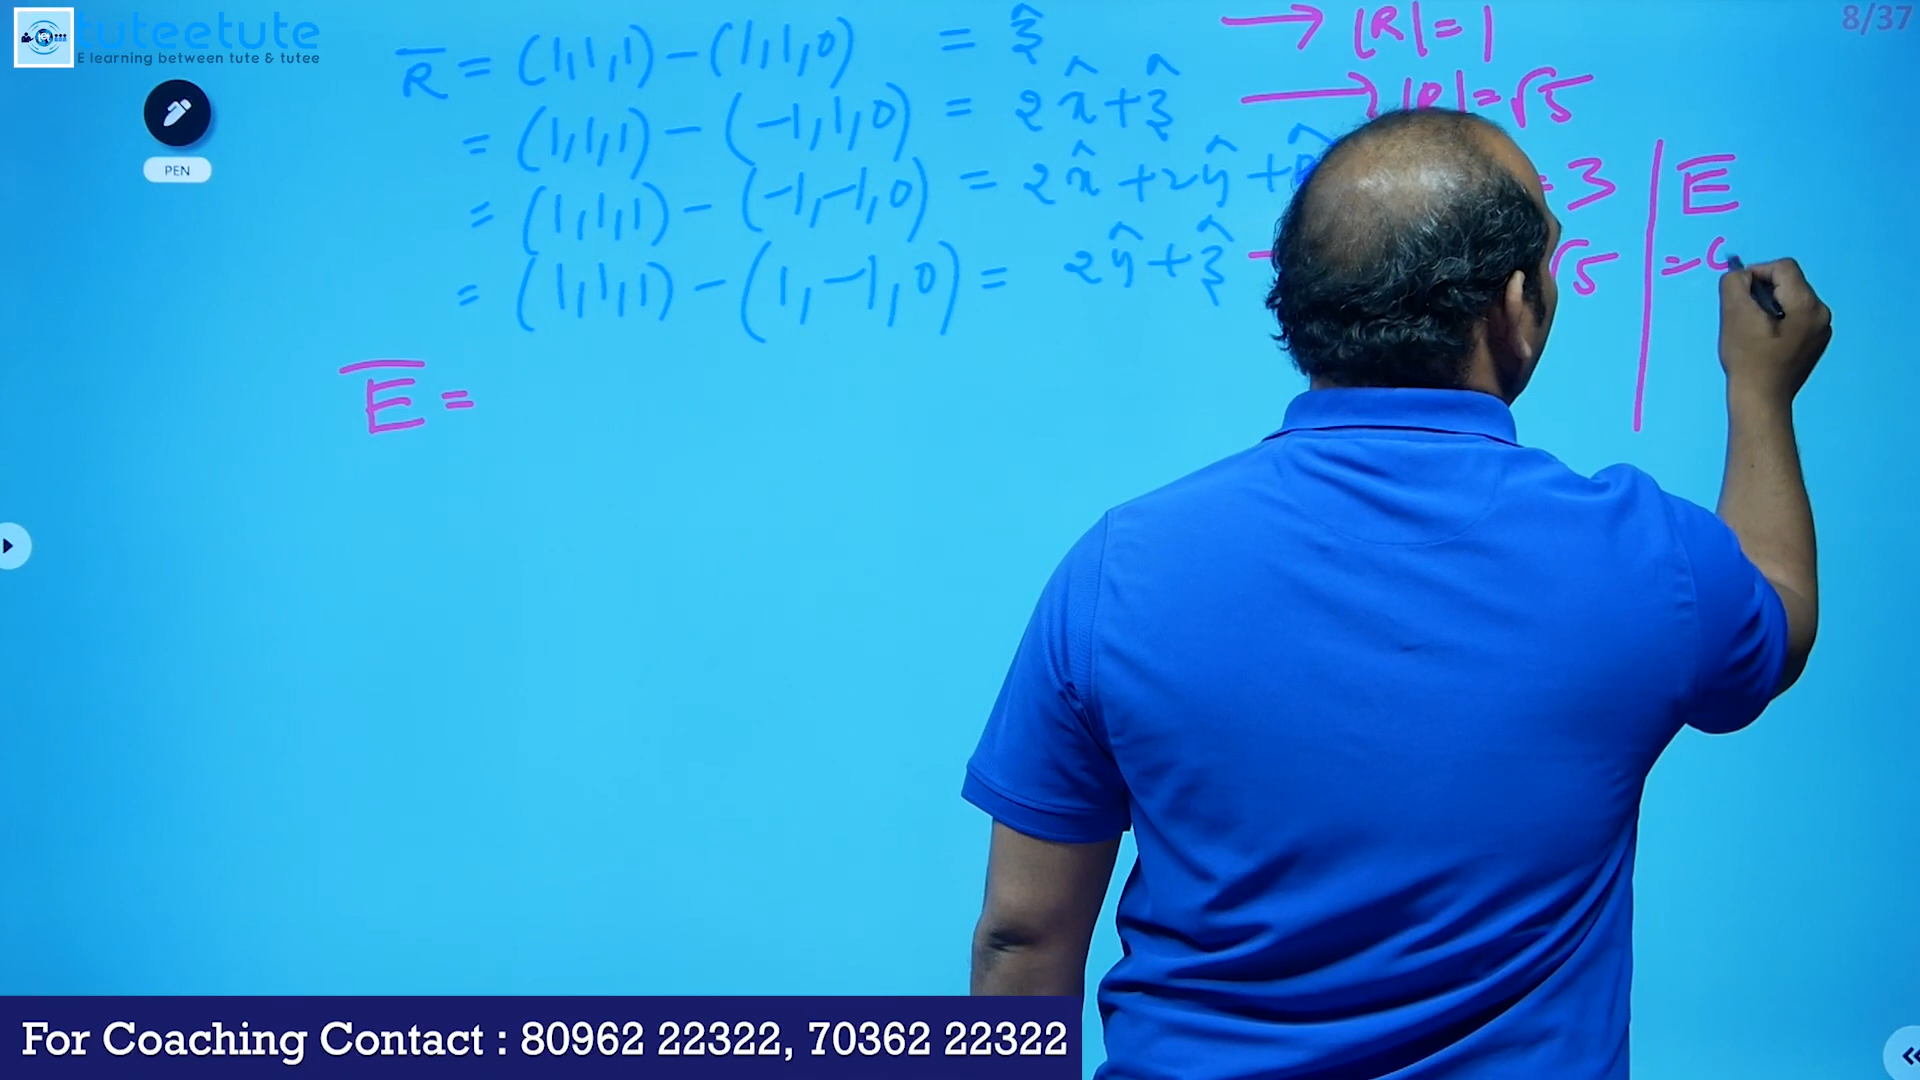 tuteetute
E learning between tute & tutee
8/37
PEN
R̅ = (1,1,1) - (1,1,0) = ẑ → |R| = 1
= (1,1,1) - (-1,1,0) = 2x̂ + ẑ → |R| = √5
= (1,1,1) - (-1,-1,0) = 2x̂ + 2ŷ + = 3
= (1,1,1) - (1,-1,0) = 2ŷ + ẑ √5
E̅
=
E̅ =
For Coaching Contact : 80962 22322, 70362 22322